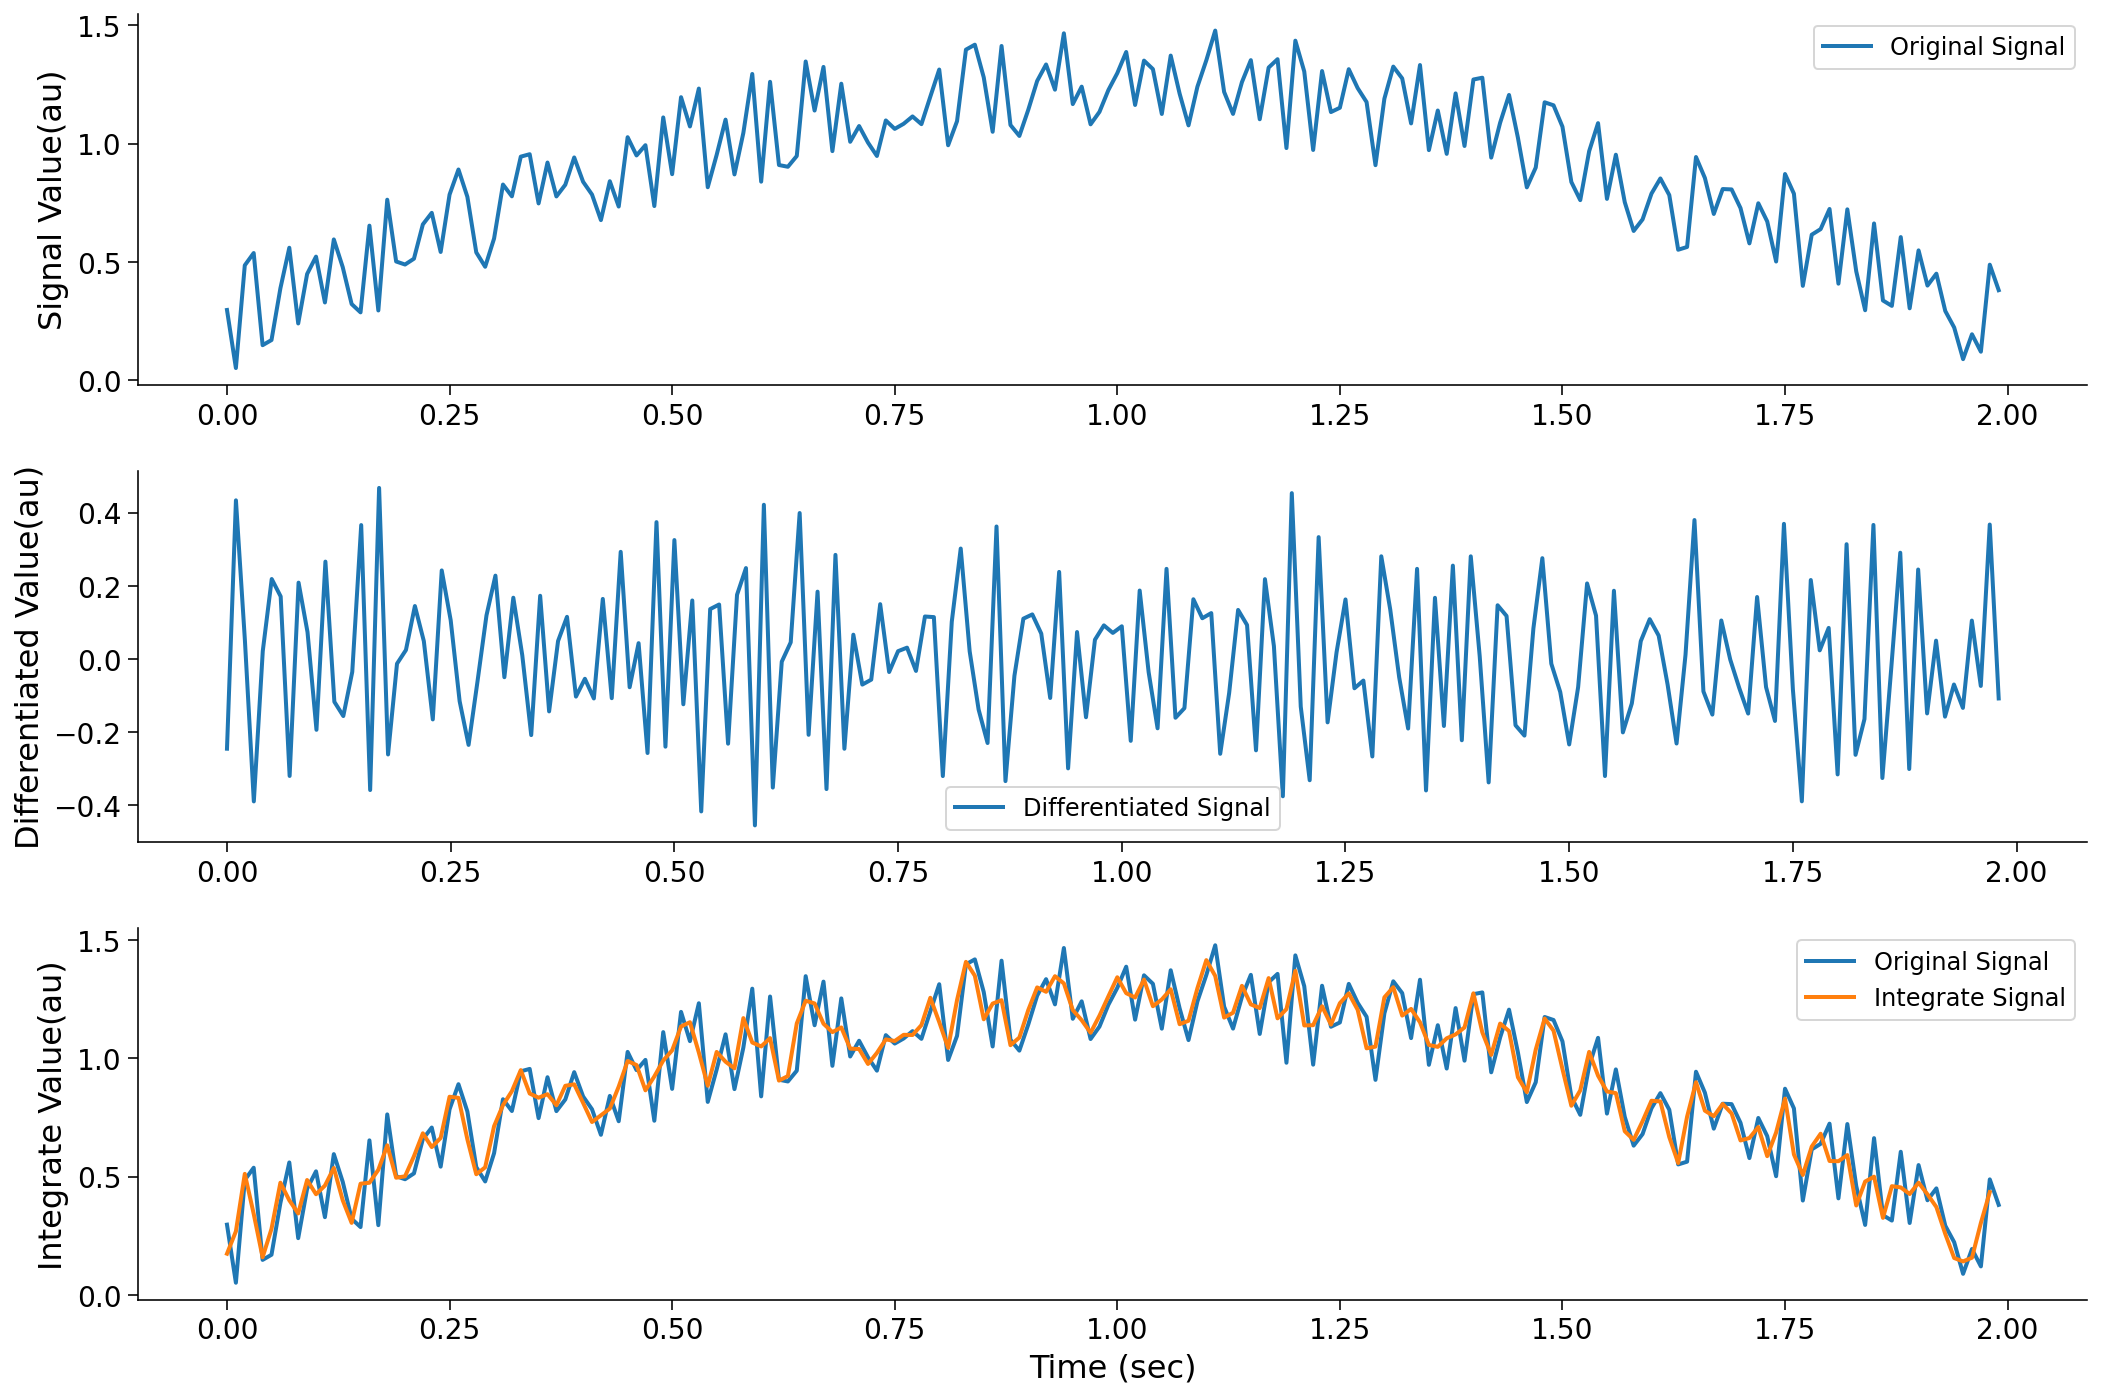 Signal Value(au)
1.5
1.0
0.5
0.0
Original Signal
0.00 0.25 0.50 0.75 1.00 1.25 1.50 1.75 2.00
Differentiated Value(au)
0.4
0.2
0.0
−0.2
−0.4
Differentiated Signal
0.00 0.25 0.50 0.75 1.00 1.25 1.50 1.75 2.00
Integrate Value(au)
1.5
1.0
0.5
0.0
Original Signal
Integrate Signal
0.00 0.25 0.50 0.75 1.00 1.25 1.50 1.75 2.00
Time (sec)